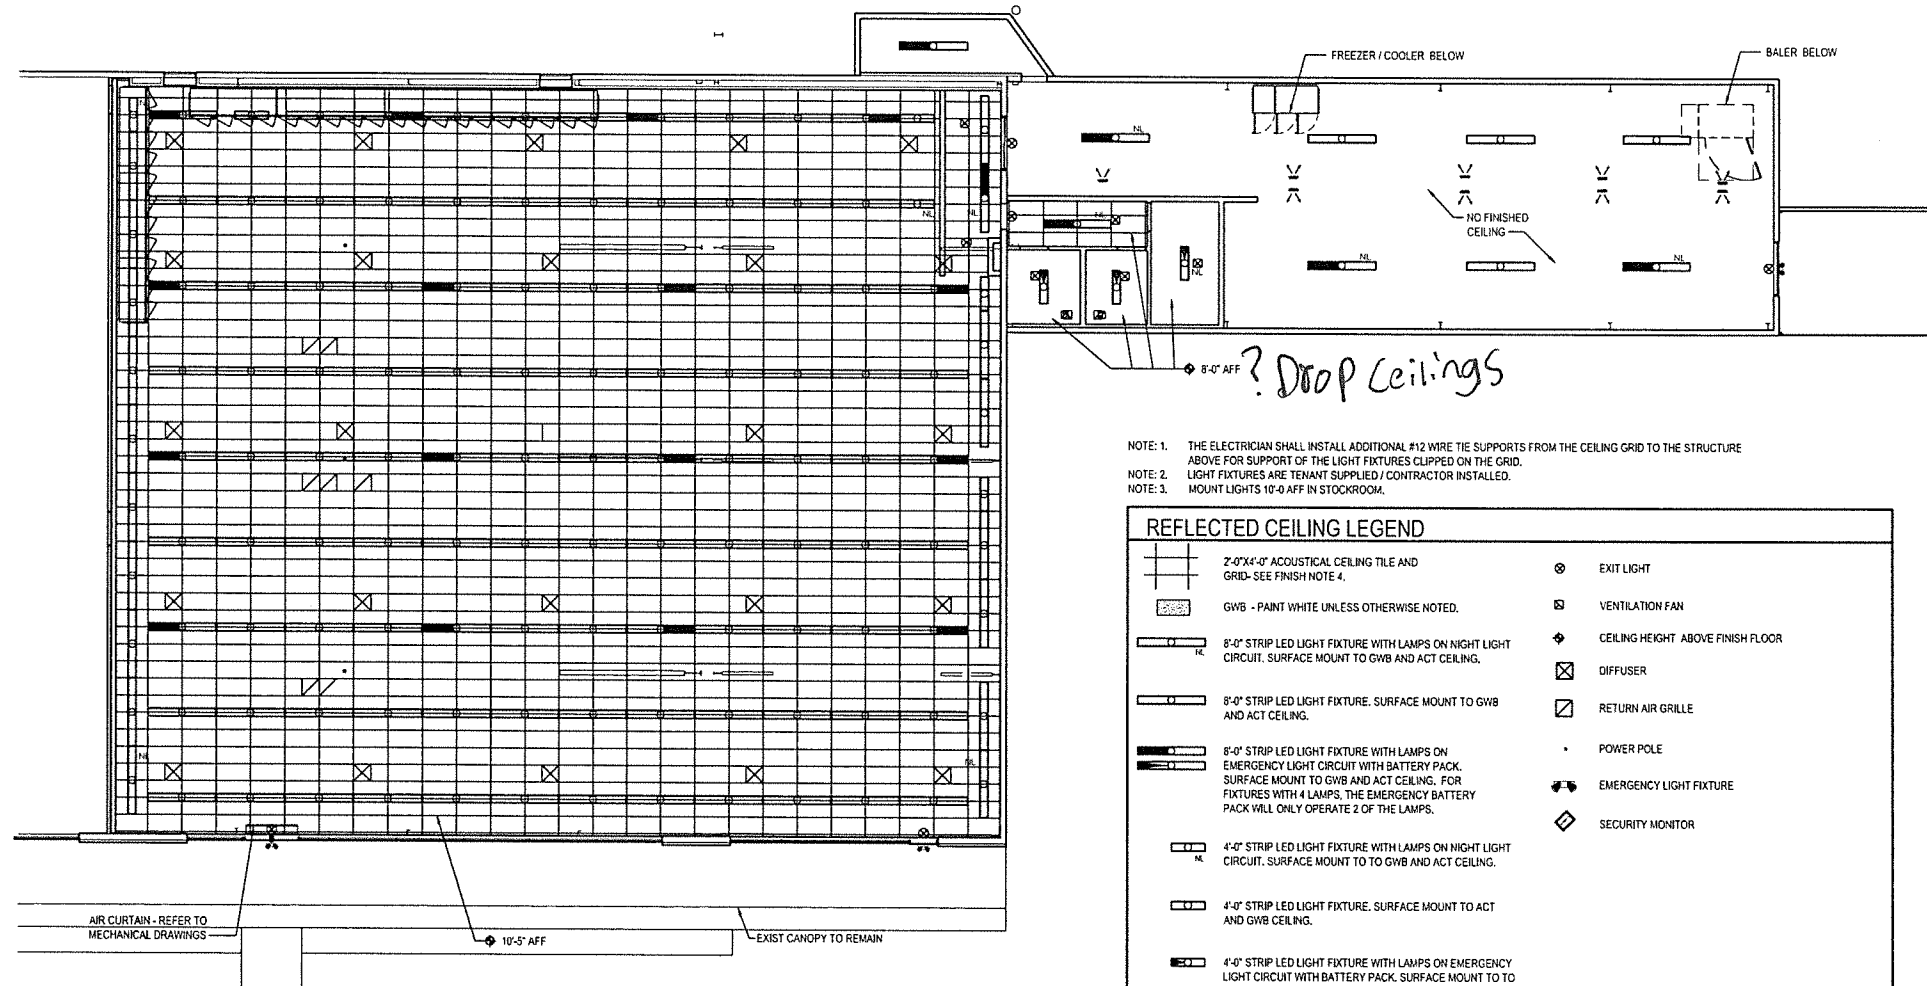 FREEZER / COOLER BELOW
BALER BELOW
NL
NL
NL
NL
NL
NO FINISHED
CEILING
NL
NL
NL
8'-0" AFF
? Drop Ceilings
NOTE: 1. THE ELECTRICIAN SHALL INSTALL ADDITIONAL #12 WIRE TIE SUPPORTS FROM THE CEILING GRID TO THE STRUCTURE
ABOVE FOR SUPPORT OF THE LIGHT FIXTURES CLIPPED ON THE GRID.
NOTE: 2. LIGHT FIXTURES ARE TENANT SUPPLIED / CONTRACTOR INSTALLED.
NOTE: 3. MOUNT LIGHTS 10'-0 AFF IN STOCKROOM.
REFLECTED CEILING LEGEND
2'-0"X4'-0" ACOUSTICAL CEILING TILE AND
GRID- SEE FINISH NOTE 4.
GWB - PAINT WHITE UNLESS OTHERWISE NOTED.
NL
8'-0" STRIP LED LIGHT FIXTURE WITH LAMPS ON NIGHT LIGHT
CIRCUIT. SURFACE MOUNT TO GWB AND ACT CEILING.
8'-0" STRIP LED LIGHT FIXTURE. SURFACE MOUNT TO GWB
AND ACT CEILING.
8'-0" STRIP LED LIGHT FIXTURE WITH LAMPS ON
EMERGENCY LIGHT CIRCUIT WITH BATTERY PACK.
SURFACE MOUNT TO GWB AND ACT CEILING. FOR
FIXTURES WITH 4 LAMPS, THE EMERGENCY BATTERY
PACK WILL ONLY OPERATE 2 OF THE LAMPS.
NL
4'-0" STRIP LED LIGHT FIXTURE WITH LAMPS ON NIGHT LIGHT
CIRCUIT. SURFACE MOUNT TO TO GWB AND ACT CEILING.
4'-0" STRIP LED LIGHT FIXTURE. SURFACE MOUNT TO ACT
AND GWB CEILING.
4'-0" STRIP LED LIGHT FIXTURE WITH LAMPS ON EMERGENCY
LIGHT CIRCUIT WITH BATTERY PACK. SURFACE MOUNT TO TO
EXIT LIGHT
VENTILATION FAN
CEILING HEIGHT ABOVE FINISH FLOOR
DIFFUSER
RETURN AIR GRILLE
POWER POLE
EMERGENCY LIGHT FIXTURE
SECURITY MONITOR
NL
NL
AIR CURTAIN - REFER TO
MECHANICAL DRAWINGS
10'-5" AFF
EXIST CANOPY TO REMAIN